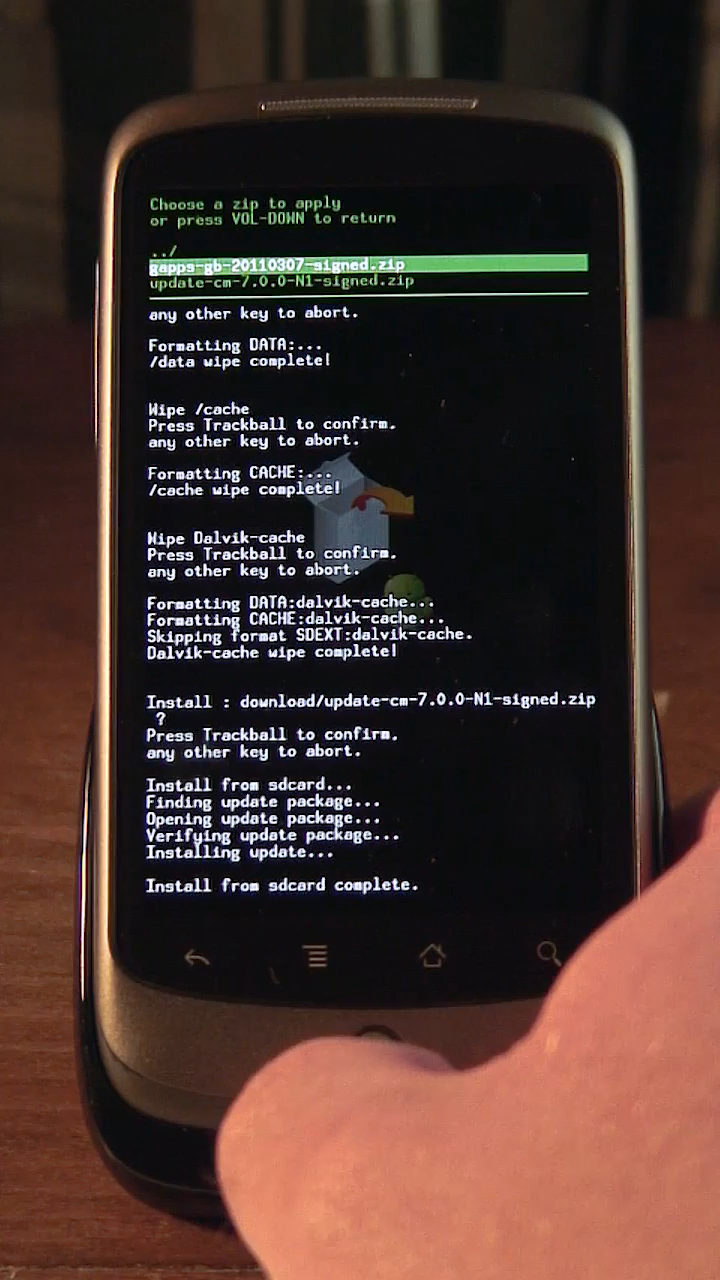 Choose a zip to apply
or press VOL-DOWN to return
../
gapps-gb-20110307-signed.zip
update-cm-7.0.0-N1-signed.zip
any other key to abort.
Formatting DATA:...
/data wipe complete!
Wipe /cache
Press Trackball to confirm,
any other key to abort.
Formatting CACHE:...
/cache wipe complete!
Wipe Dalvik-cache
Press Trackball to confirm,
any other key to abort.
Formatting DATA:dalvik-cache...
Formatting CACHE:dalvik-cache...
Skipping format SDEXT:dalvik-cache.
Dalvik-cache wipe complete!
Install : download/update-cm-7.0.0-N1-signed.zip
?
Press Trackball to confirm,
any other key to abort.
Install from sdcard...
Finding update package...
Opening update package...
Verifying update package...
Installing update...
Install from sdcard complete.